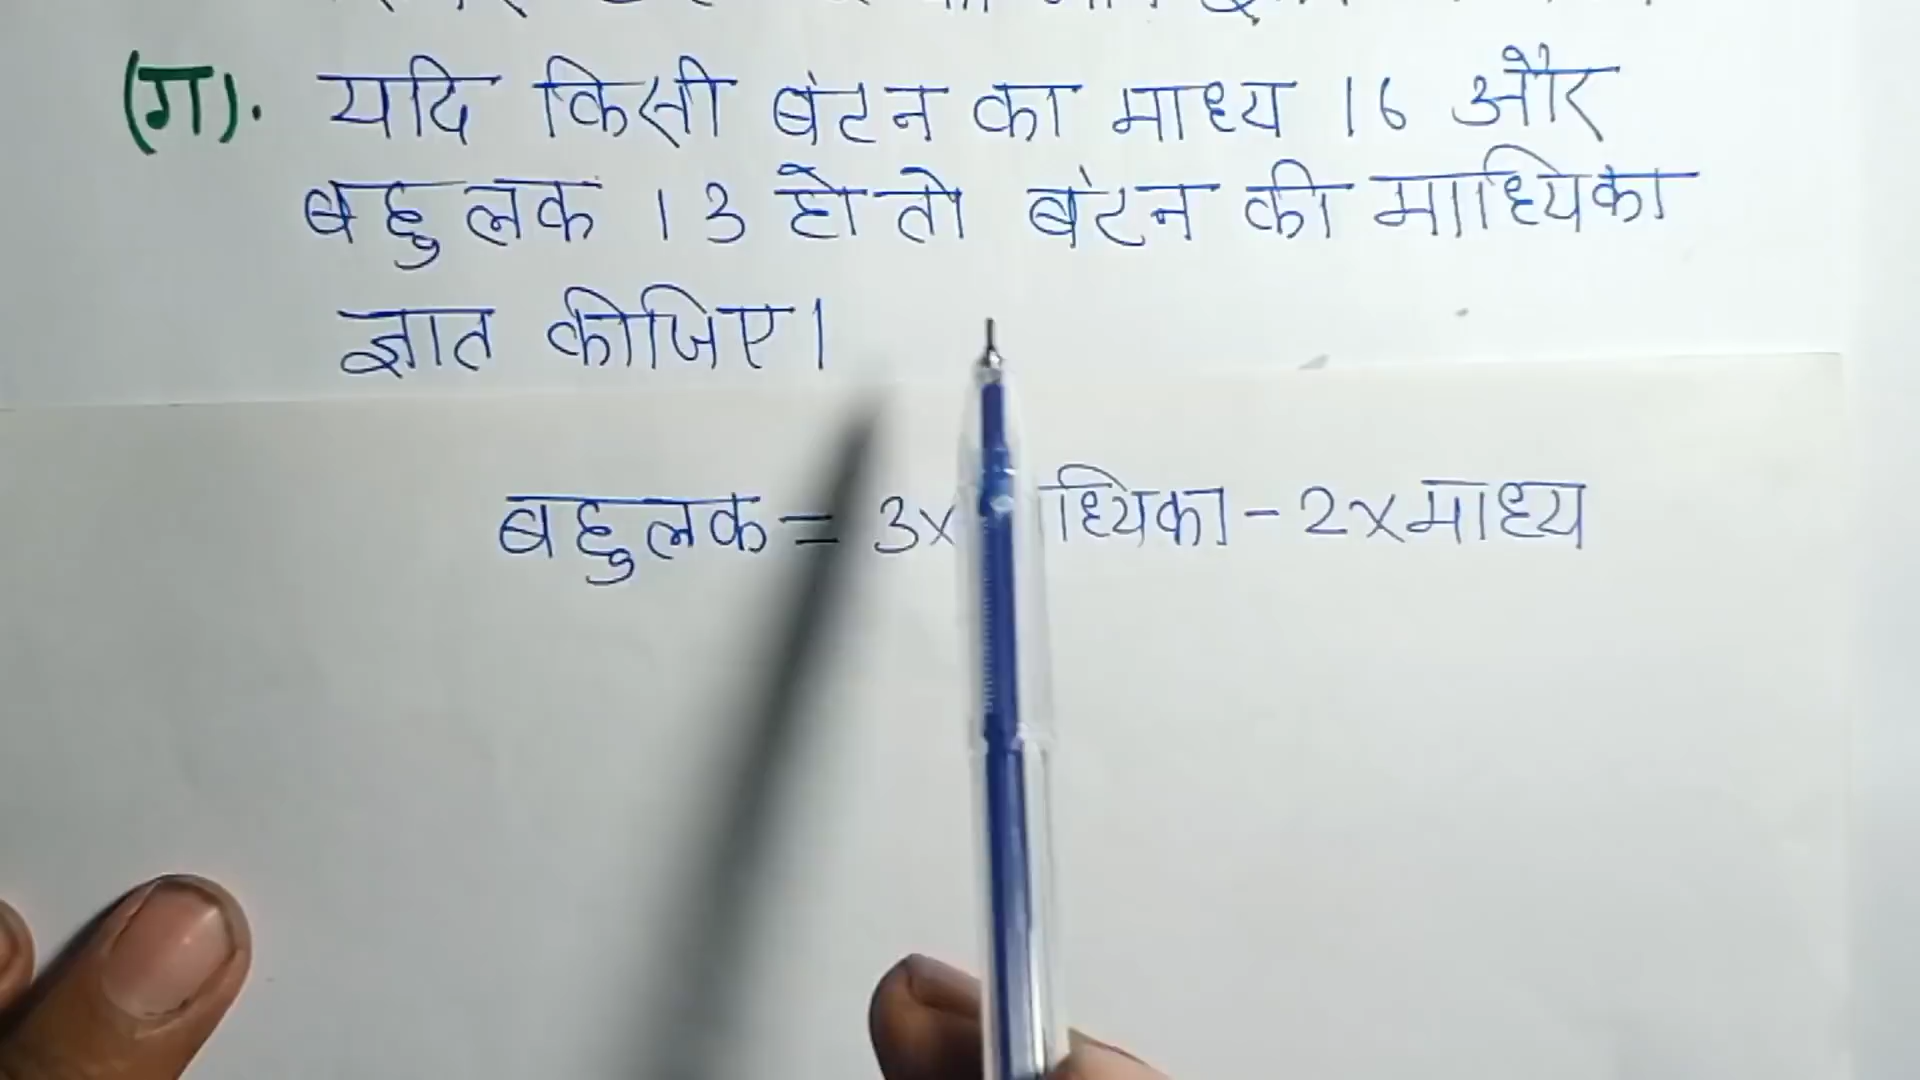 (ग). यदि किसी बंटन का माध्य 16 और
बहुलक 13 हो तो बंटन की माध्यिका
ज्ञात कीजिए।
बहुलक = 3x ध्यिका - 2x माध्य